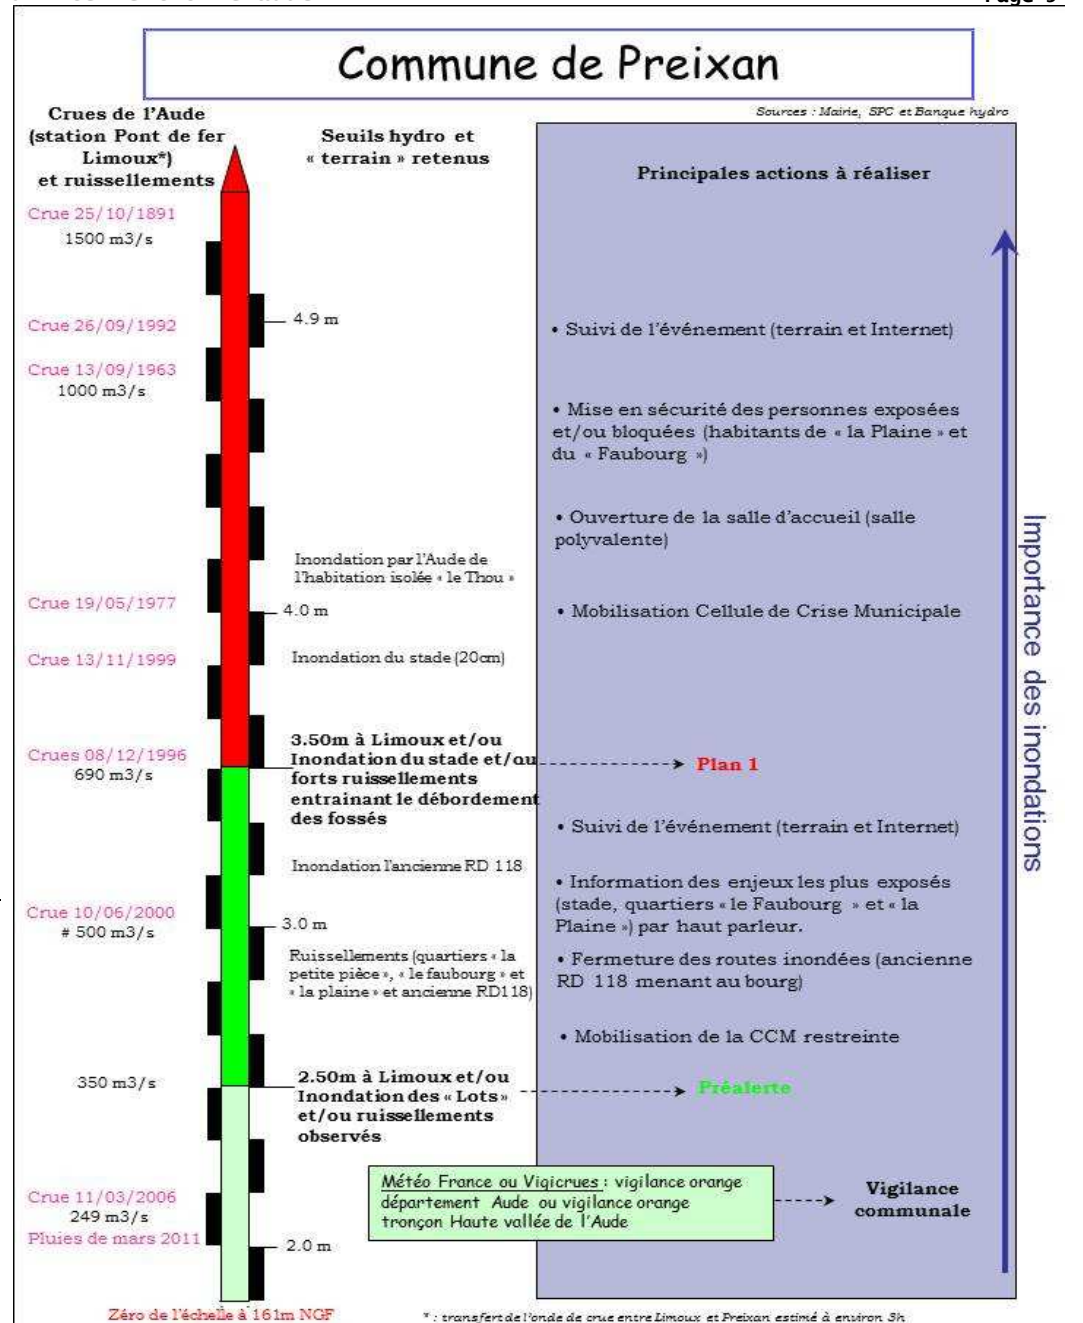 Page 9
Commune de Preixan
Sources : Mairie, SPC et Banque hydro
Crues de l'Aude
(station Pont de fer
Limoux*)
et ruissellements
Seuils hydro et
« terrain » retenus
Principales actions à réaliser
Crue 25/10/1891
1500 m3/s
Crue 26/09/1992
4.9 m
• Suivi de l'événement (terrain et Internet)
Crue 13/09/1963
1000 m3/s
• Mise en sécurité des personnes exposées
et/ou bloquées (habitants de « la Plaine » et
du « Faubourg »)
• Ouverture de la salle d'accueil (salle
polyvalente)
Inondation par l'Aude de
l'habitation isolée « le Thou »
Crue 19/05/1977
4.0 m
• Mobilisation Cellule de Crise Municipale
Crue 13/11/1999
Inondation du stade (20cm)
Crues 08/12/1996
690 m3/s
3.50m à Limoux et/ou
Inondation du stade et/ou
forts ruissellements
entrainant le débordement
des fossés
Plan 1
• Suivi de l'événement (terrain et Internet)
Inondation l'ancienne RD 118
• Information des enjeux les plus exposés
(stade, quartiers « le Faubourg » et « la
Plaine ») par haut parleur.
Crue 10/06/2000
# 500 m3/s
3.0 m
Ruissellements (quartiers « la
petite pièce », « le faubourg » et
« la plaine » et ancienne RD118)
• Fermeture des routes inondées (ancienne
RD 118 menant au bourg)
• Mobilisation de la CCM restreinte
350 m3/s
2.50m à Limoux et/ou
Inondation des « Lots »
et/ou ruissellements
observés
Préalerte
Météo France ou Vigicrues : vigilance orange
département Aude ou vigilance orange
tronçon Haute vallée de l'Aude
Vigilance
communale
Crue 11/03/2006
249 m3/s
Pluies de mars 2011
2.0 m
Importance des inondations
Zéro de l'échelle à 161m NGF
* : transfert de l'onde de crue entre Limoux et Preixan estimé à environ 3h